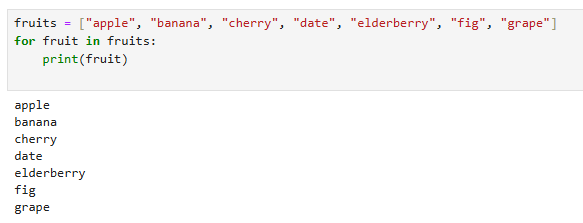 fruits = ["apple", "banana", "cherry", "date", "elderberry", "fig", "grape"]
for fruit in fruits:
    print(fruit)
apple
banana
cherry
date
elderberry
fig
grape